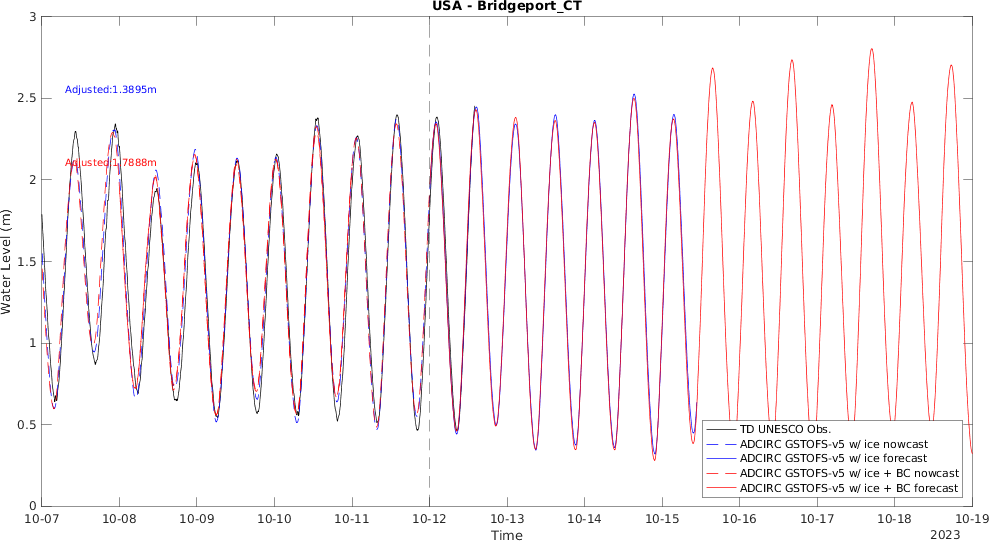 USA - Bridgeport_CT
3
2.5
2
1.5
1
0.5
0
Water Level (m)
Adjusted:1.3895m
Adjusted:1.7888m
TD UNESCO Obs.
ADCIRC GSTOFS-v5 w/ ice nowcast
ADCIRC GSTOFS-v5 w/ ice forecast
ADCIRC GSTOFS-v5 w/ ice + BC nowcast
ADCIRC GSTOFS-v5 w/ ice + BC forecast
10-07 10-08 10-09 10-10 10-11 10-12 10-13 10-14 10-15 10-16 10-17 10-18 10-19
Time
2023